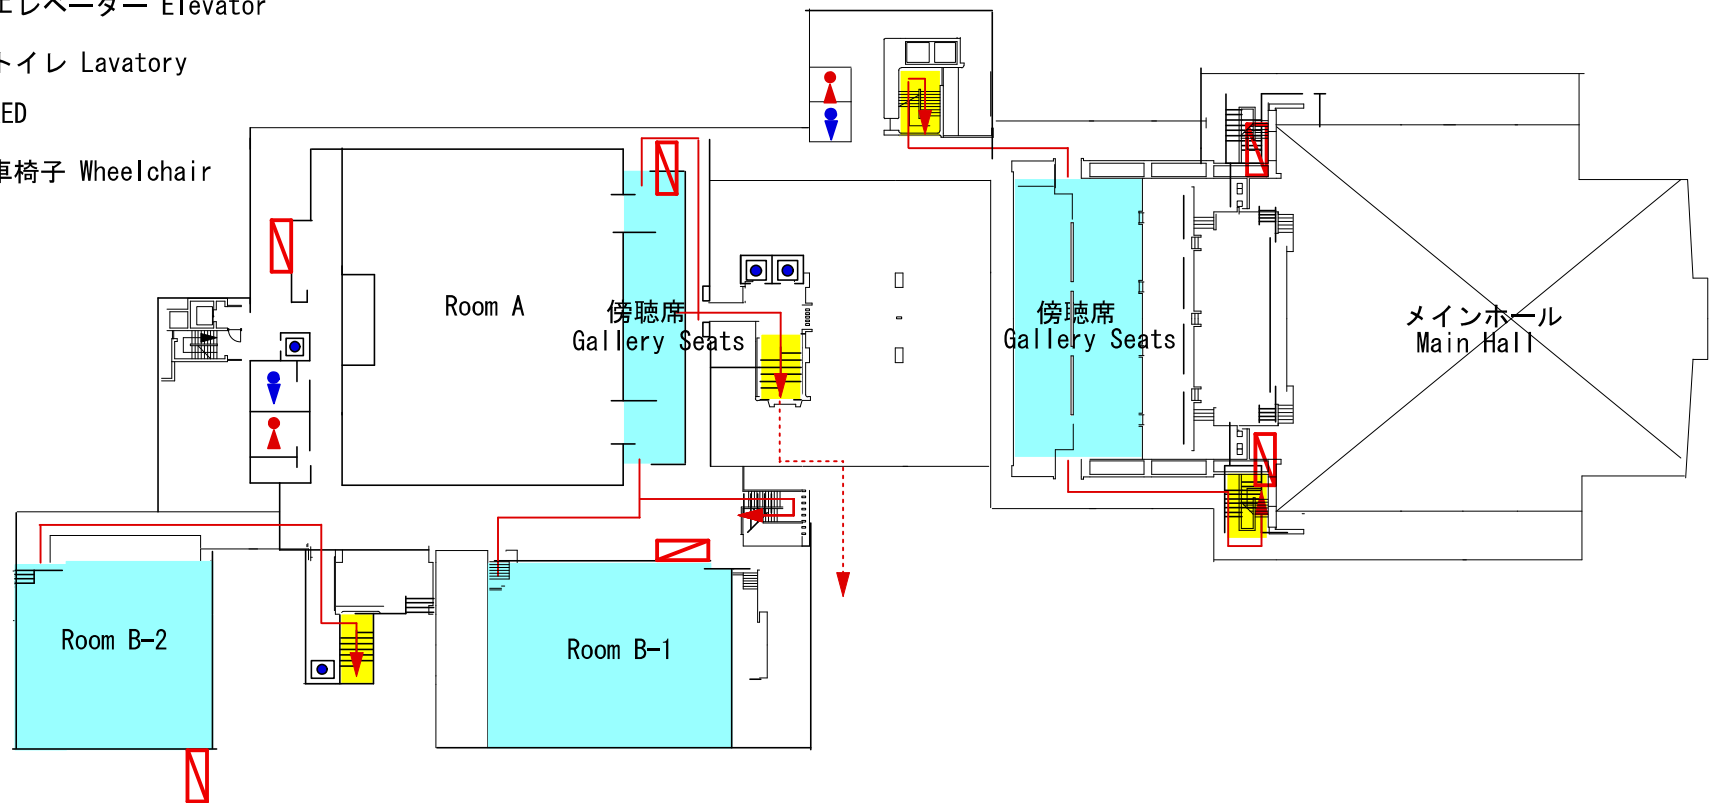 エレベーター Elevator
トイレ Lavatory
ED
車椅子 Wheelchair
Room A
傍聴席
Gallery Seats
傍聴席
Gallery Seats
メインホール
Main Hall
Room B-2
Room B-1